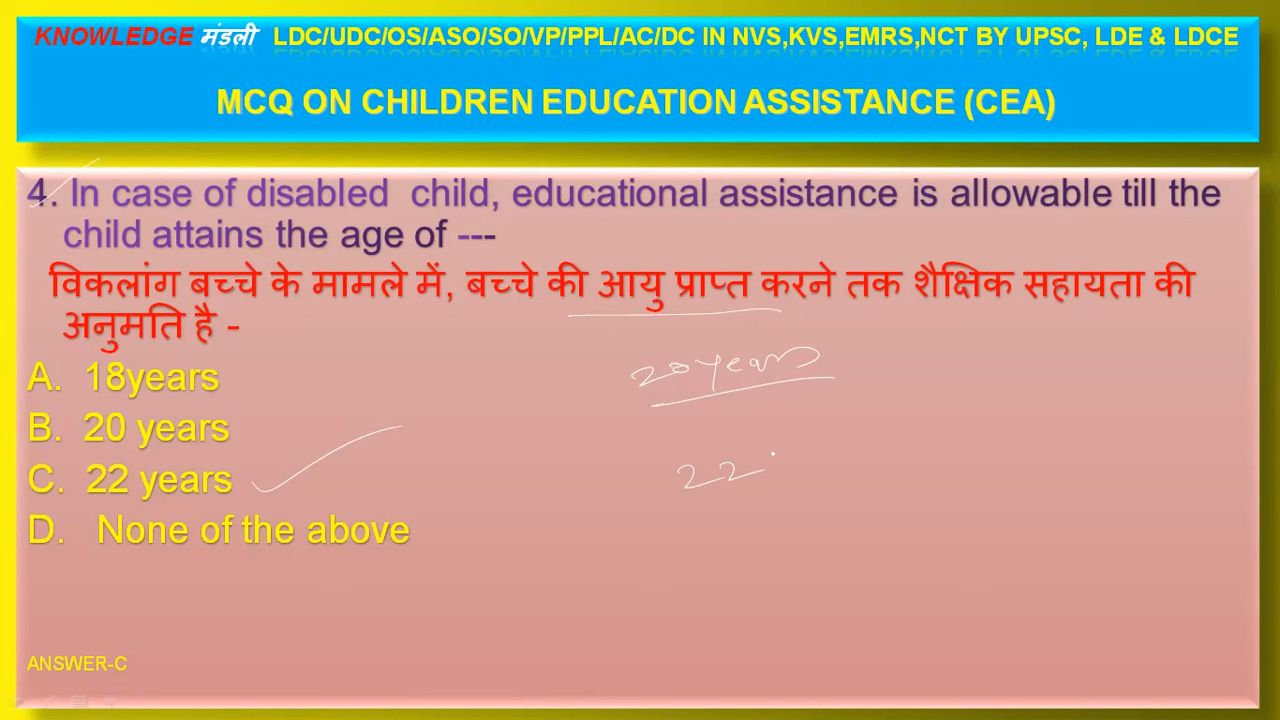 KNOWLEDGE मंडली LDC/UDC/OS/ASO/SO/VP/PPL/AC/DC IN NVS,KVS,EMRS,NCT BY UPSC, LDE & LDCE
MCQ ON CHILDREN EDUCATION ASSISTANCE (CEA)
4. In case of disabled child, educational assistance is allowable till the
child attains the age of ---
विकलांग बच्चे के मामले में, बच्चे की आयु प्राप्त करने तक शैक्षिक सहायता की
अनुमति है -
20 years
A. 18years
B. 20 years
22
C. 22 years
D. None of the above
ANSWER-C